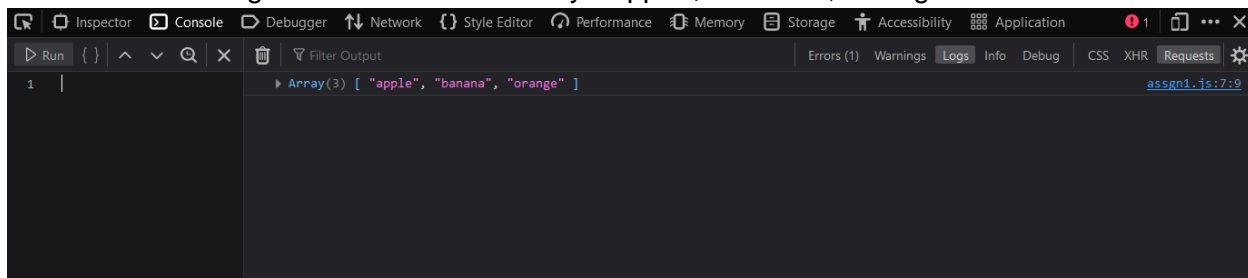 Inspector Console Debugger Network Style Editor Performance Memory Storage Accessibility Application 1
Run Filter Output Errors (1) Warnings Logs Info Debug CSS XHR Requests
1 Array(3) [ "apple", "banana", "orange" ] assgn1.js:7:9